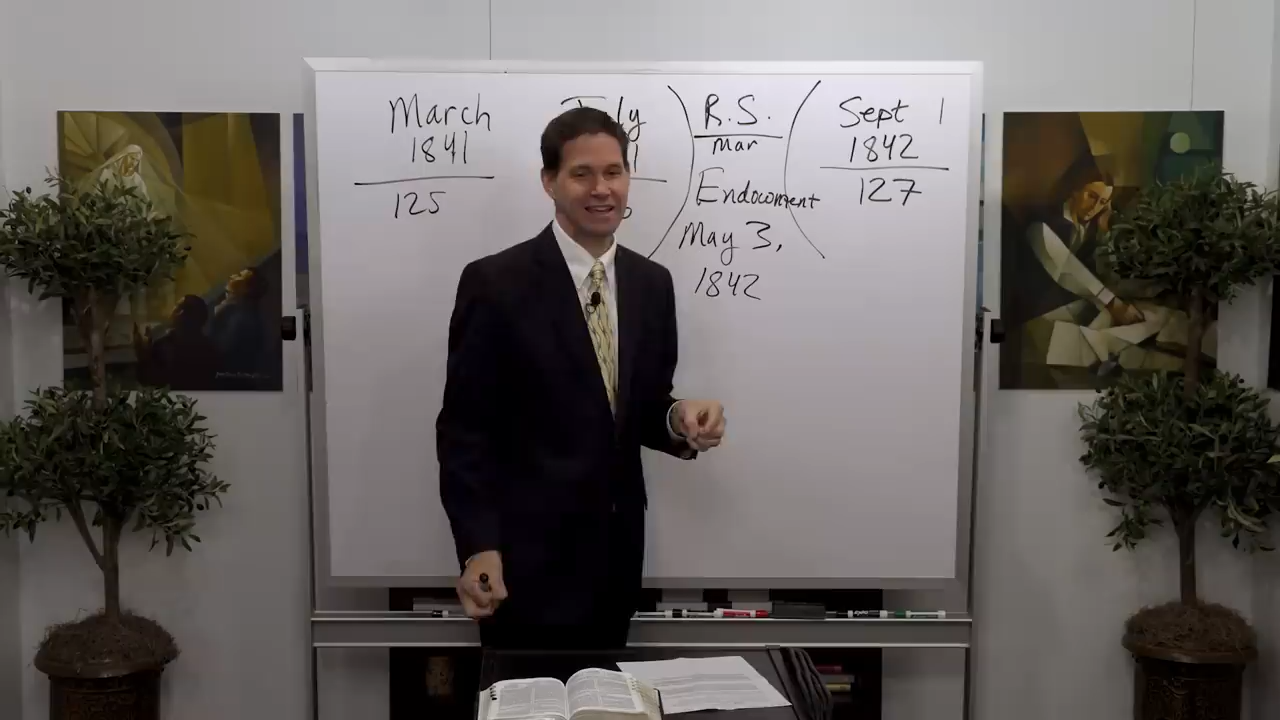 March
1841
125
R.S.
Mar
Endowment
May 3,
1842
Sept 1
1842
127